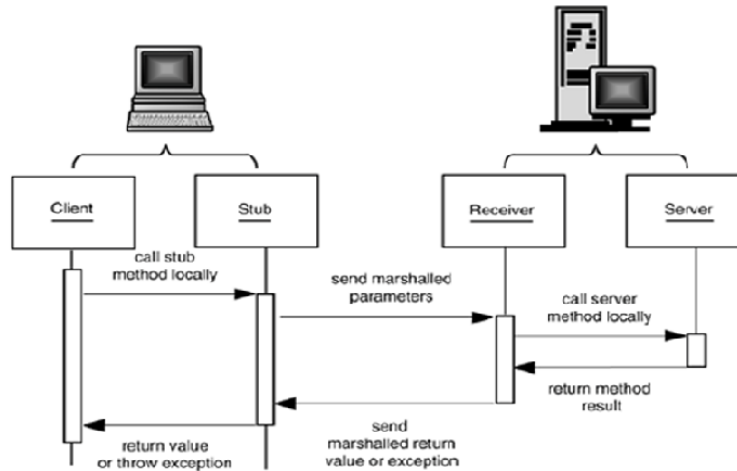 Client
Stub
Receiver
Server
call stub
method locally
send marshalled
parameters
call server
method locally
return method
result
send
marshalled return
value or exception
return value
or throw exception